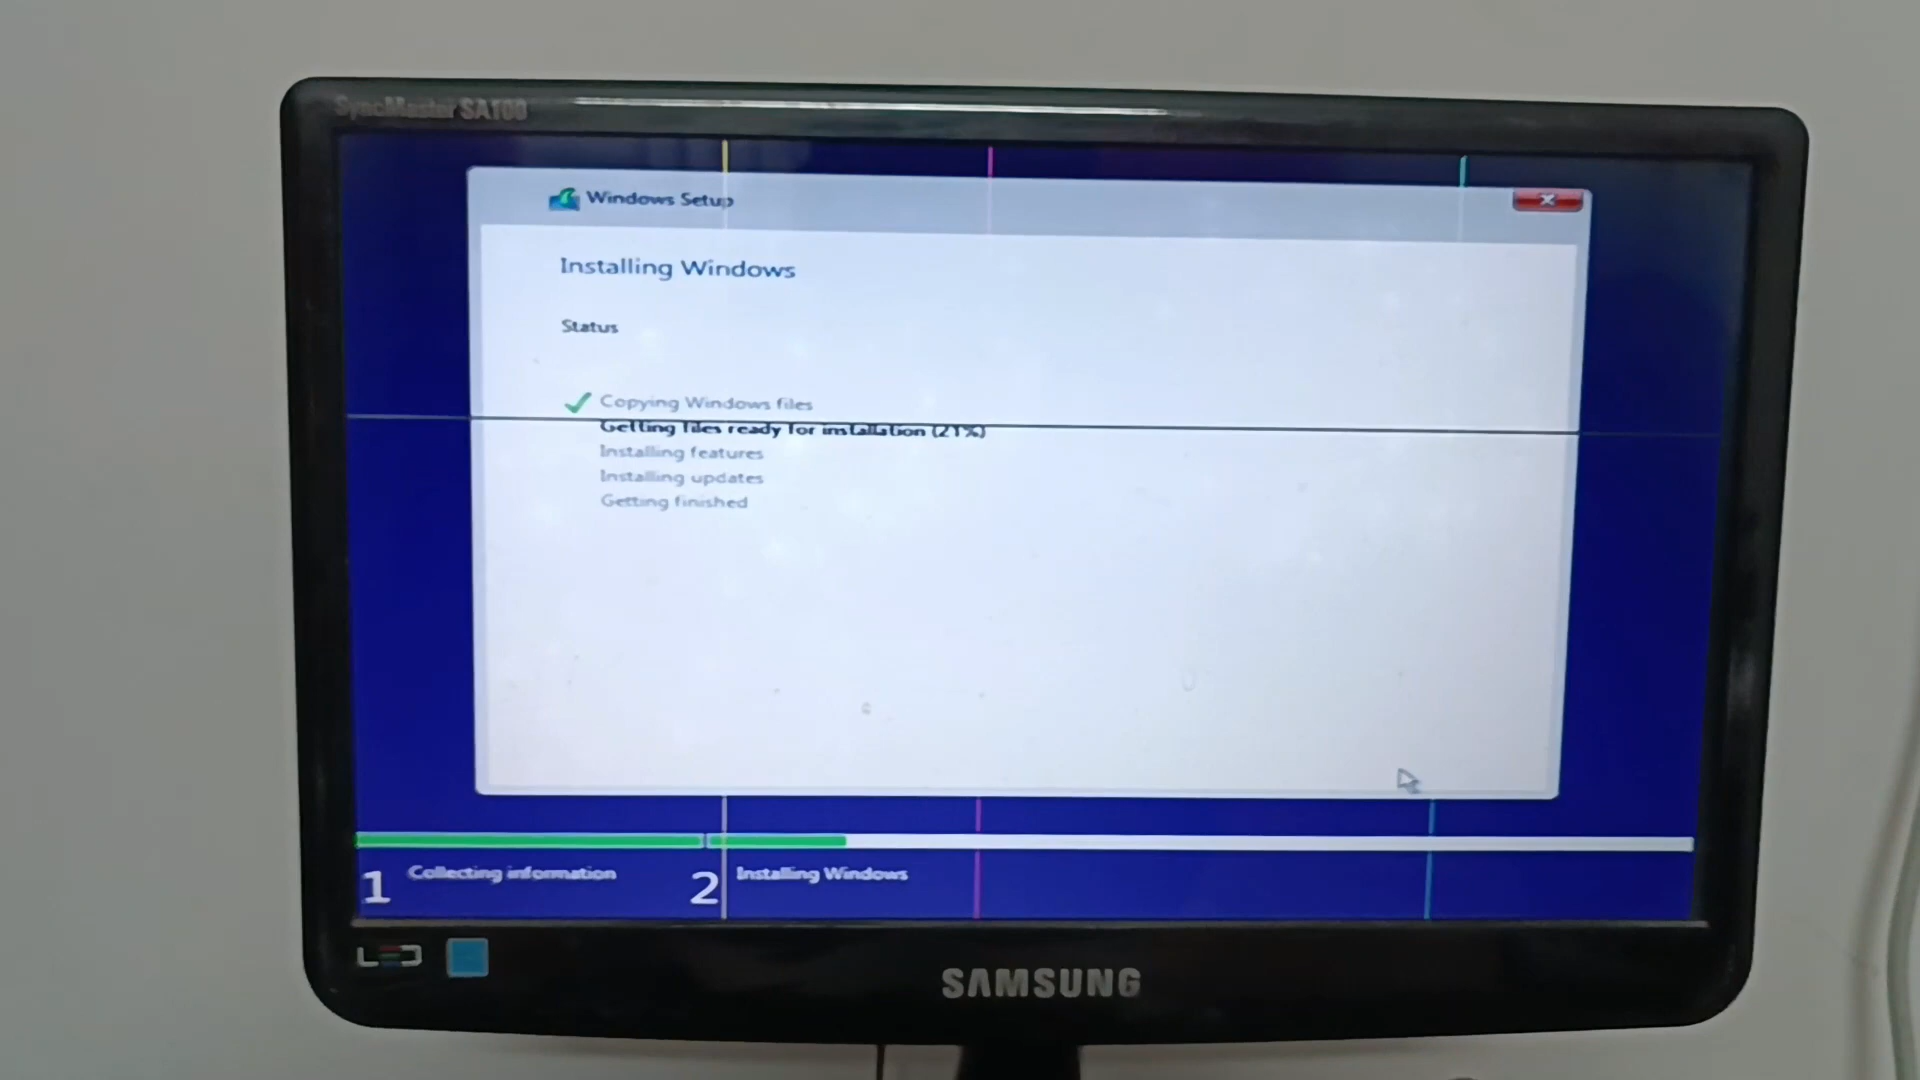 SyncMaster SA100
Windows Setup
Installing Windows
Status
Copying Windows files
Getting files ready for installation (21%)
Installing features
Installing updates
Getting finished
1 Collecting information
2 Installing Windows
LED
SAMSUNG